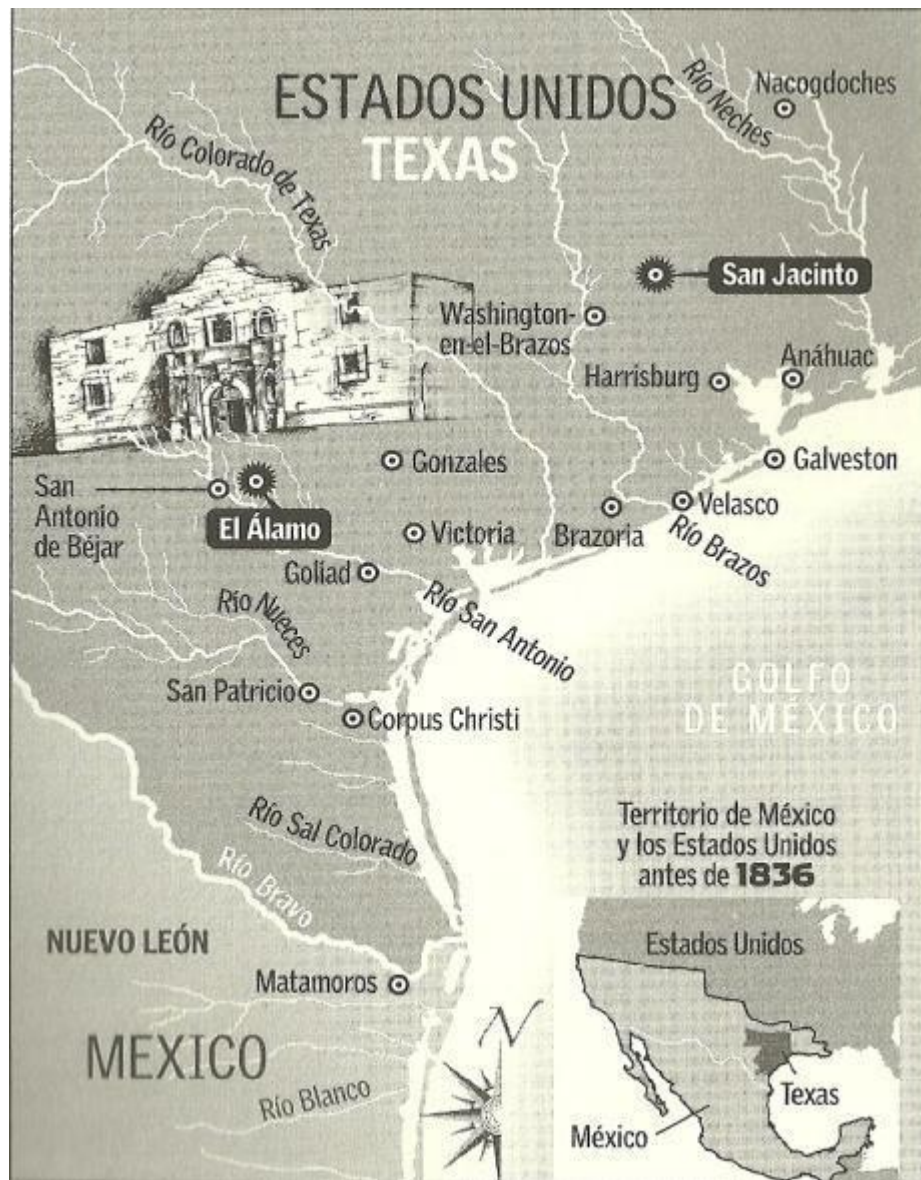 ESTADOS UNIDOS
TEXAS
Río Neches
Nacogdoches
Río Colorado de Texas
San Jacinto
Washington-
en-el-Brazos
Harrisburg
Anáhuac
Gonzales
Galveston
San
Antonio
de Béjar
El Álamo
Victoria
Brazoria
Velasco
Río Brazos
Goliad
Río Nueces
Río San Antonio
San Patricio
Corpus Christi
GOLFO
DE MEXICO
Río Sal Colorado
Río Bravo
Territorio de México
y los Estados Unidos
antes de 1836
NUEVO LEÓN
Matamoros
MEXICO
Río Blanco
N
Estados Unidos
Texas
México